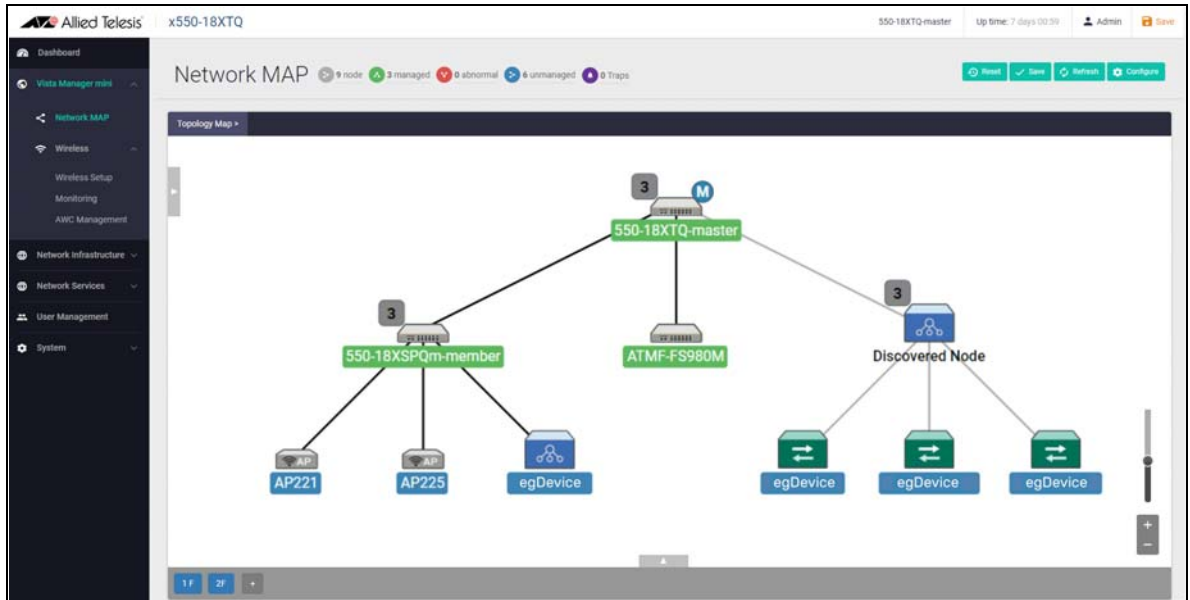 Allied Telesis x550-18XTQ 550-18XTQ-master Up time: 7 days 00:59 Admin Save
Dashboard
Vista Manager mini
Network MAP
Wireless
Wireless Setup
Monitoring
AWC Management
Network Infrastructure
Network Services
User Management
System
Network MAP 9 node 3 managed 0 abnormal 6 unmanaged 0 Traps Reset Save Refresh Configure
Topology Map >
3 M
550-18XTQ-master
3
550-18XSPQm-member
ATMF-FS980M
3
Discovered Node
AP
AP221
AP
AP225
egDevice
egDevice
egDevice
egDevice
+
-
1 F 2F +